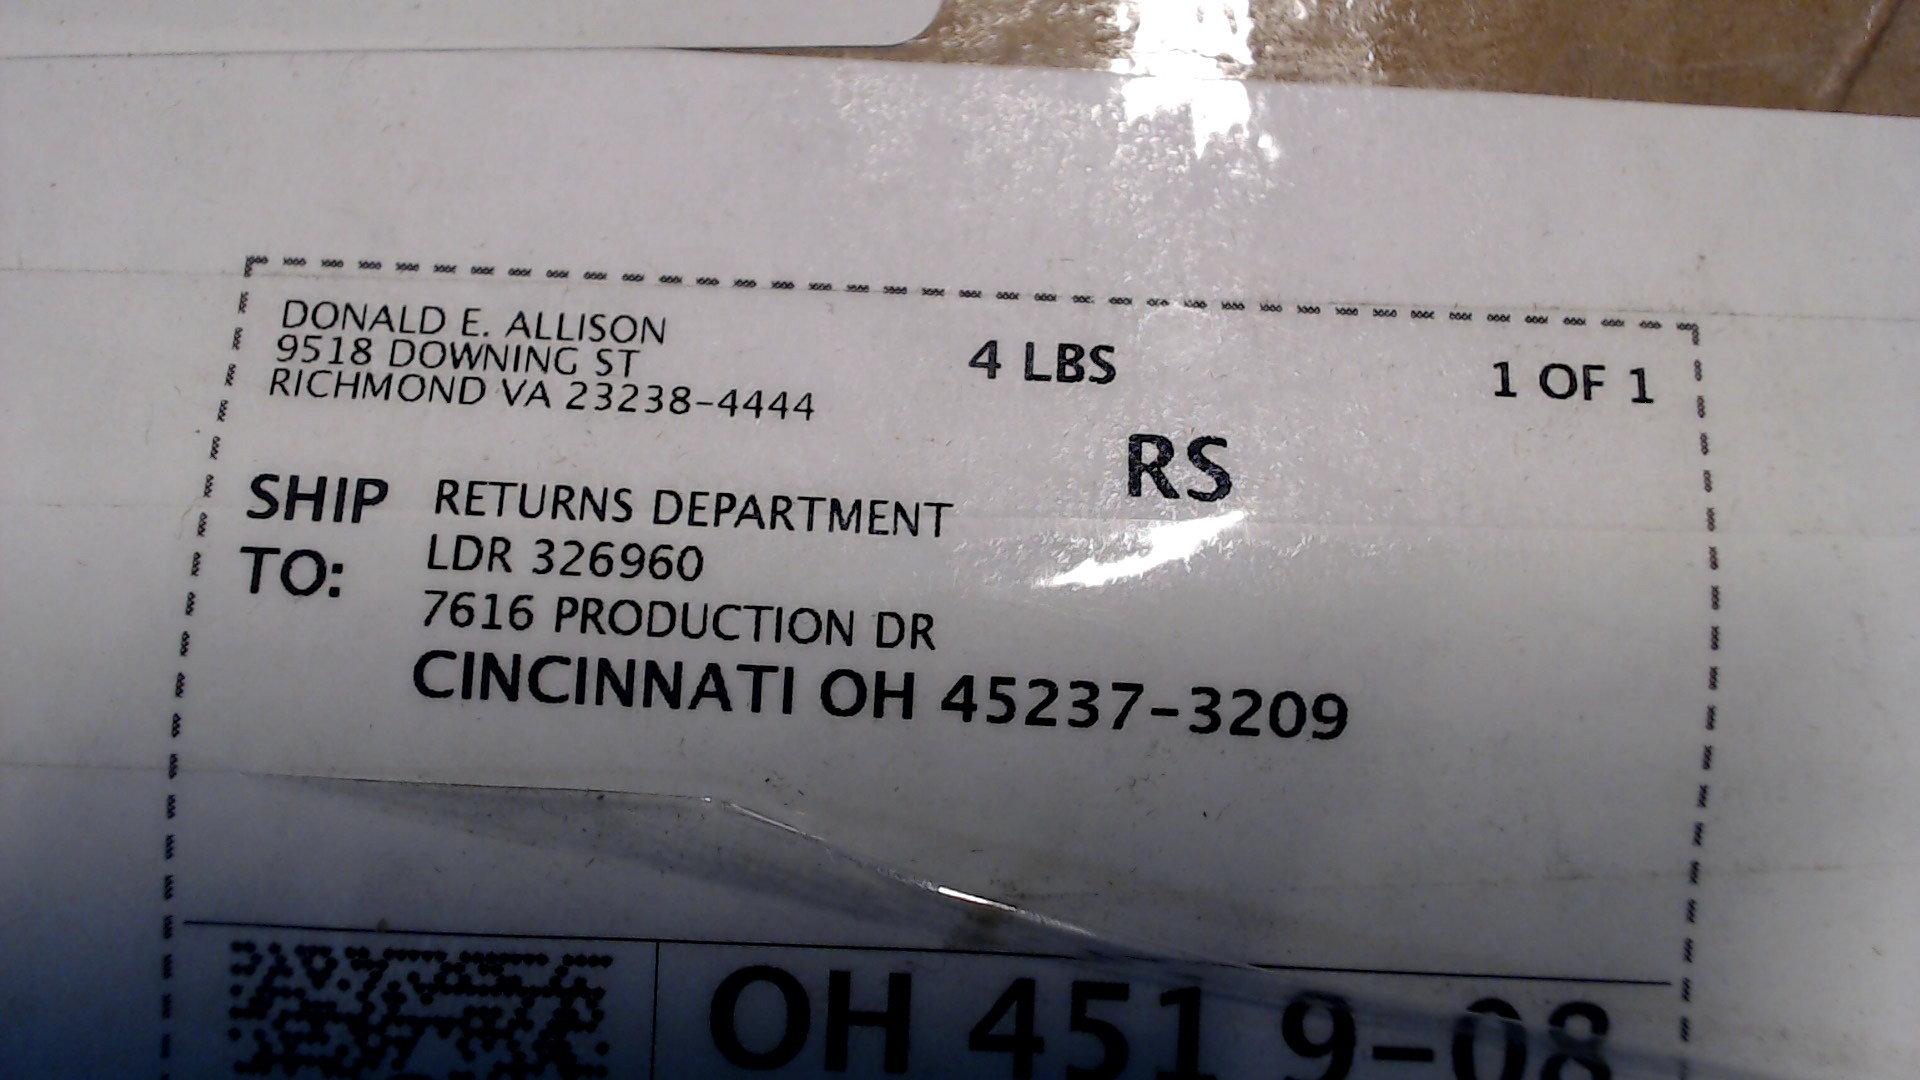 DONALD E. ALLISON
9518 DOWNING ST
RICHMOND VA 23238-4444
4 LBS
1 OF 1
RS
SHIP TO:
RETURNS DEPARTMENT
LDR 326960
7616 PRODUCTION DR
CINCINNATI OH 45237-3209
OH 451 9-08